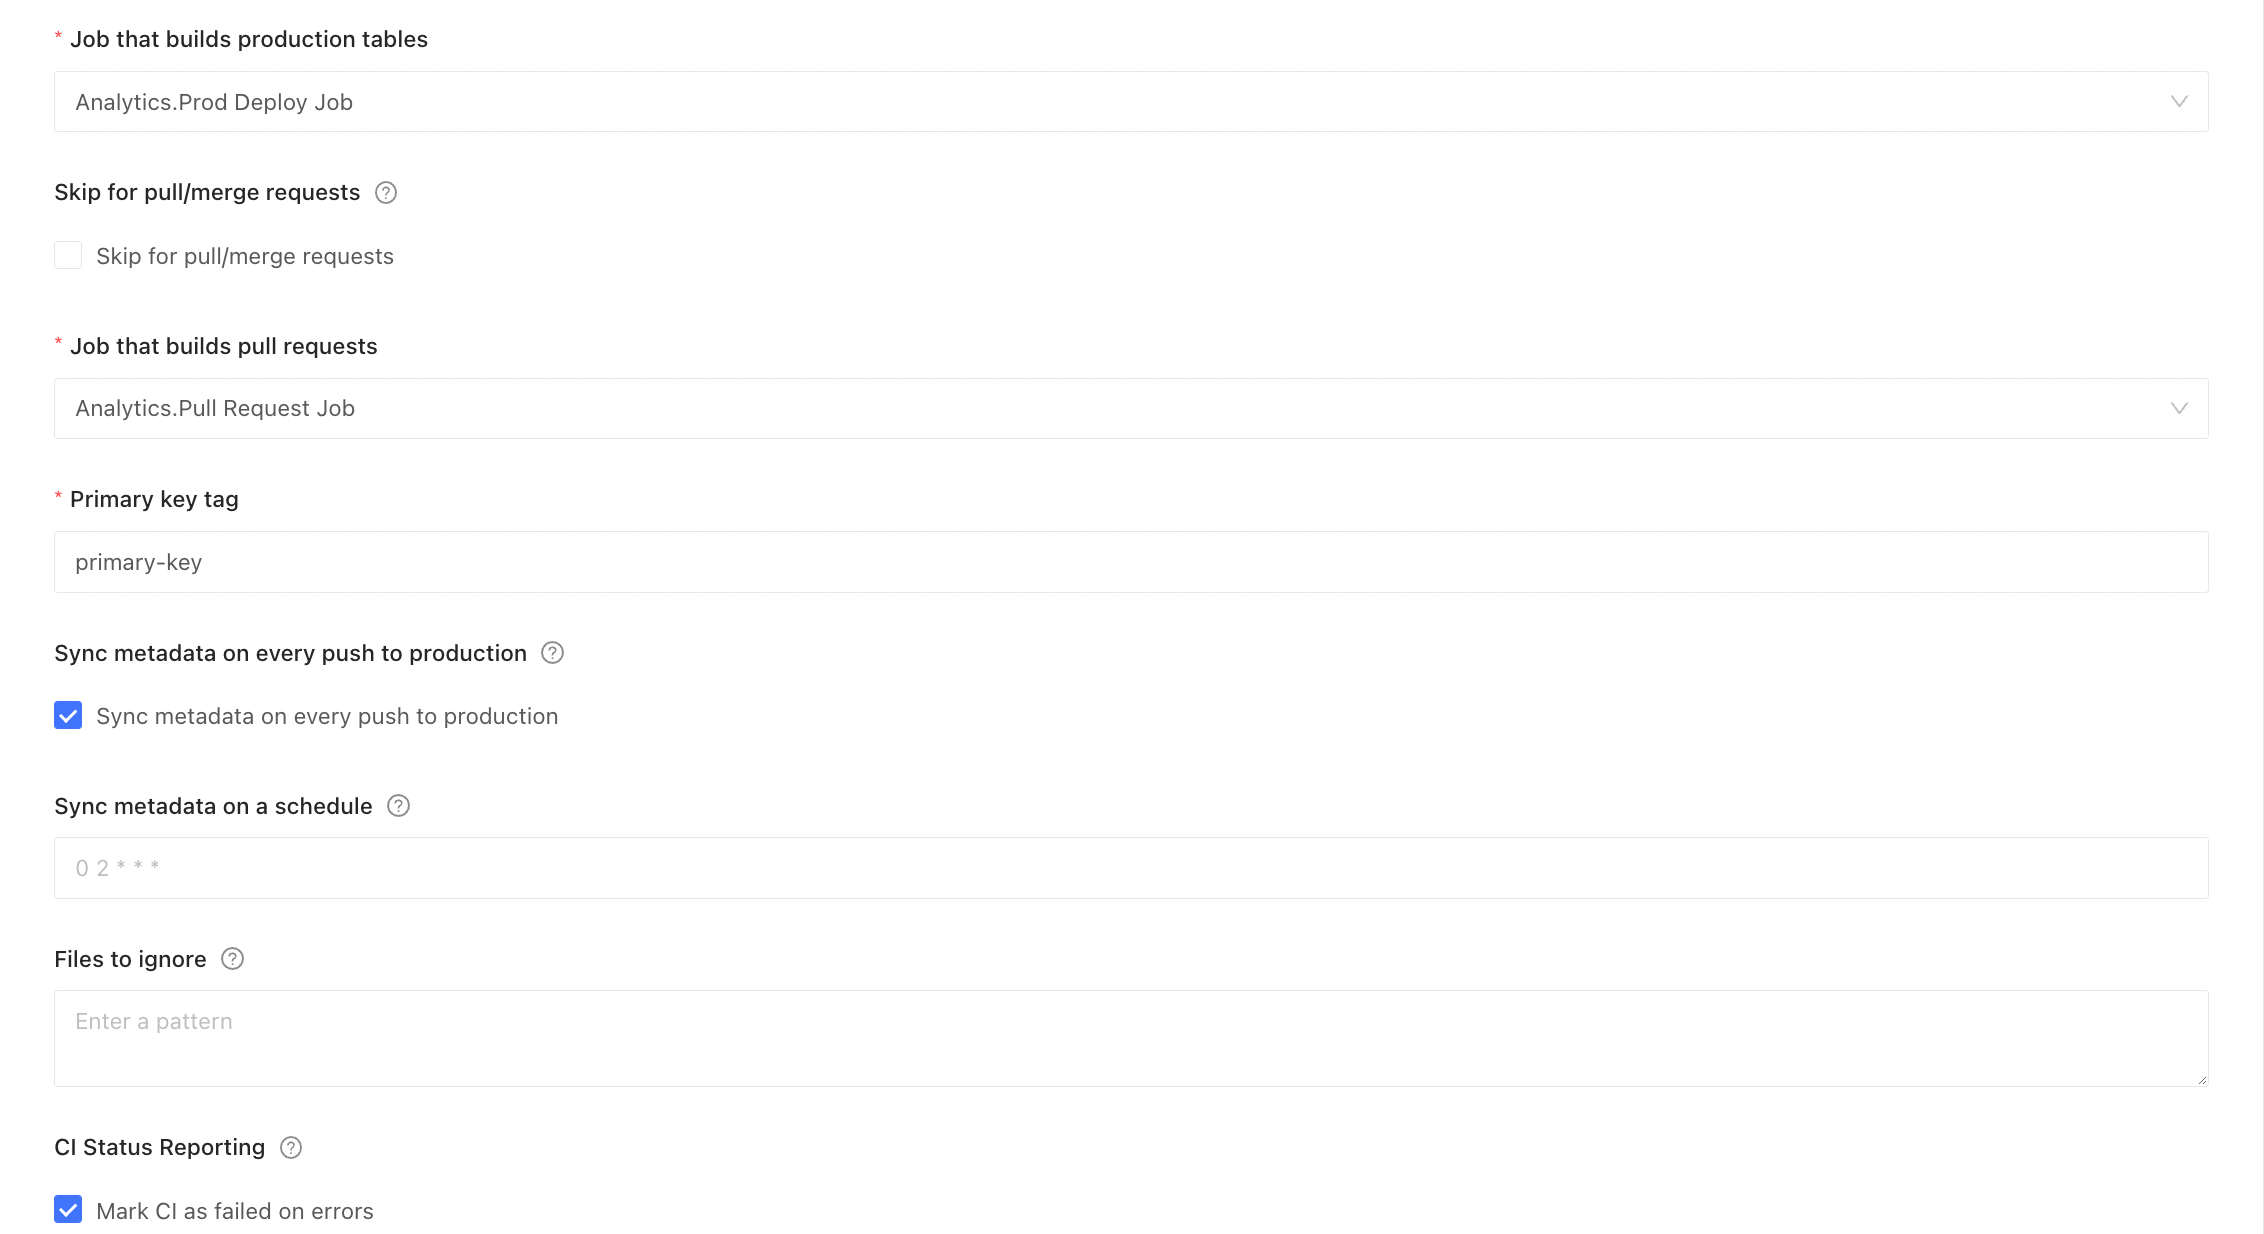 * Job that builds production tables
Analytics.Prod Deploy Job
Skip for pull/merge requests ?
Skip for pull/merge requests
* Job that builds pull requests
Analytics.Pull Request Job
* Primary key tag
primary-key
Sync metadata on every push to production ?
Sync metadata on every push to production
Sync metadata on a schedule ?
0 2 * * *
Files to ignore ?
Enter a pattern
CI Status Reporting ?
Mark CI as failed on errors